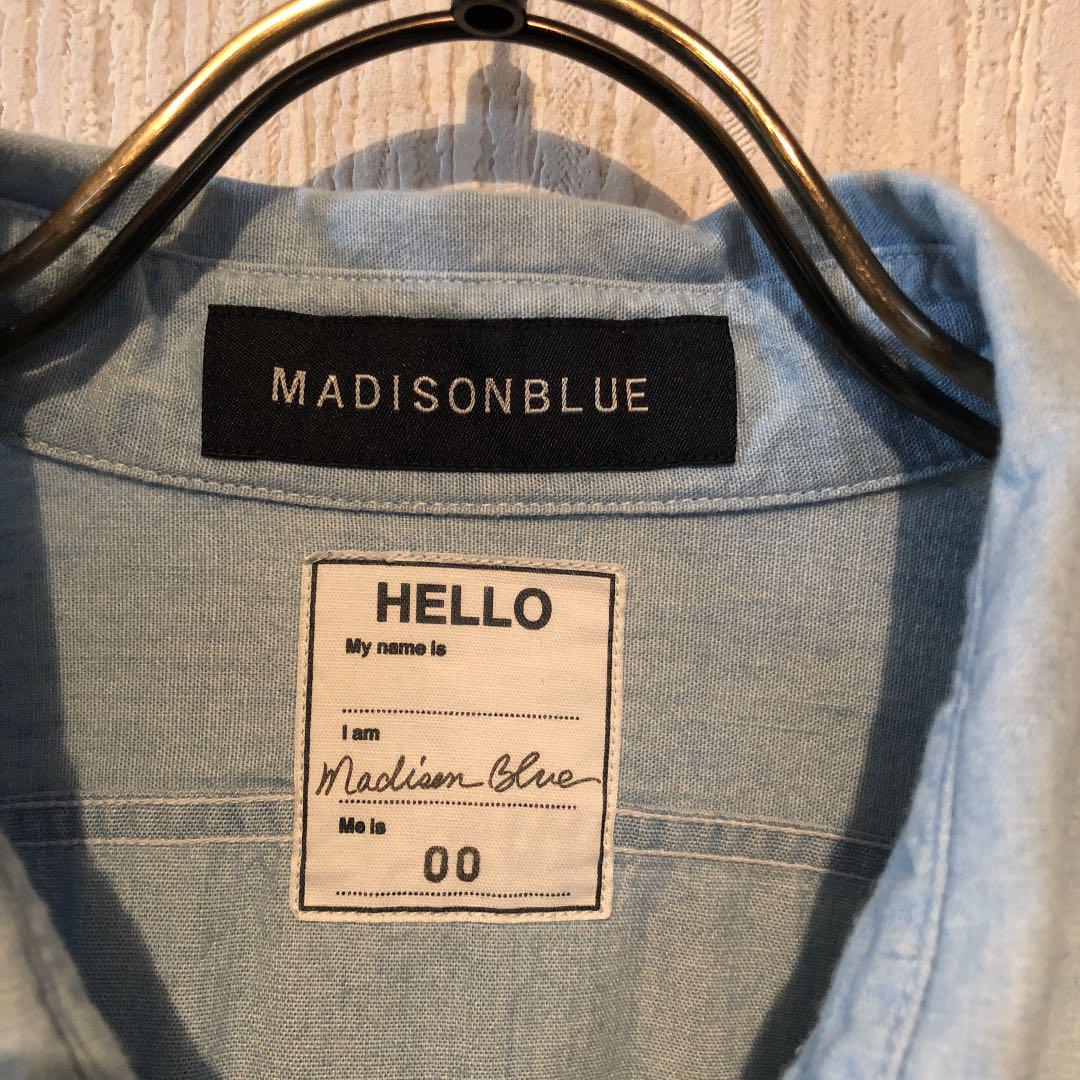 MADISONBLUE
HELLO
My name is
I am
Madison Blue
Me is
00